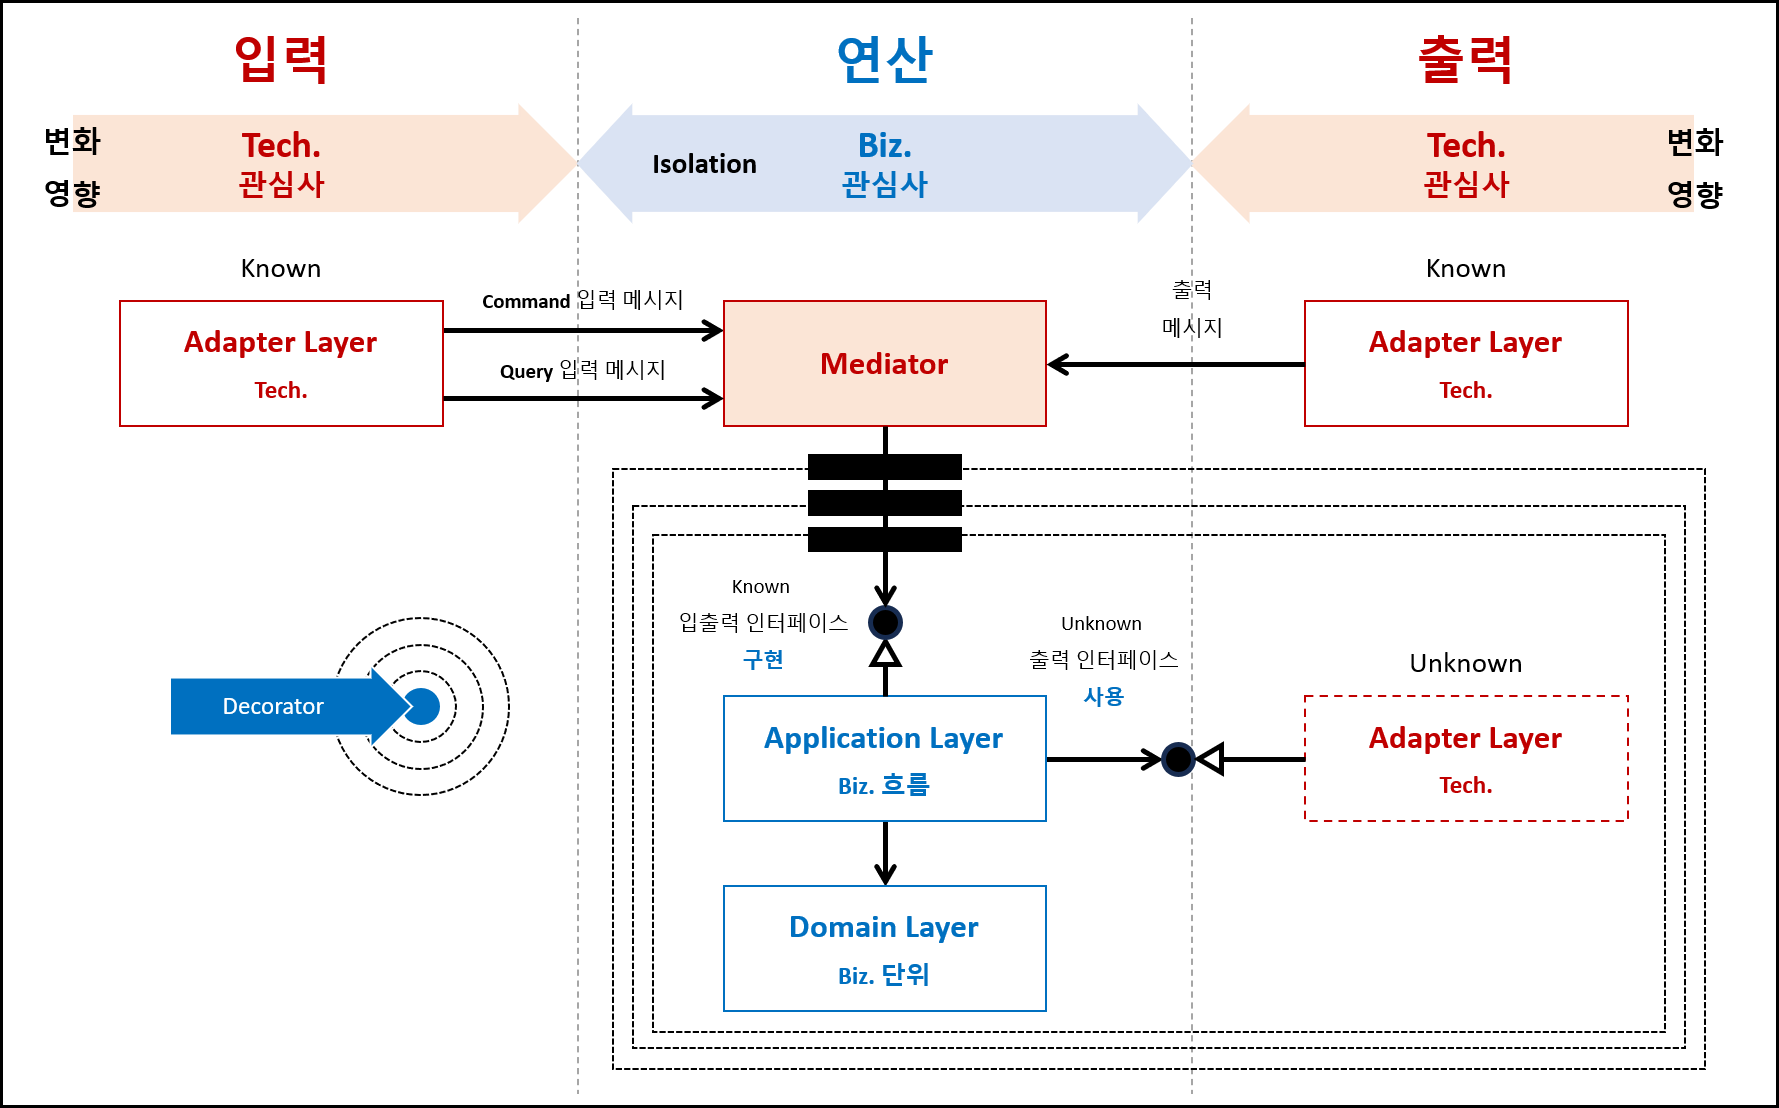 입력
연산
출력
변화
영향
Tech.
관심사
Isolation
Biz.
관심사
Tech.
관심사
변화
영향
Known
Adapter Layer
Tech.
Command 입력 메시지
Query 입력 메시지
Mediator
출력
메시지
Known
Adapter Layer
Tech.
Known
입출력 인터페이스
구현
Unknown
출력 인터페이스
사용
Unknown
Adapter Layer
Tech.
Decorator
Application Layer
Biz. 흐름
Domain Layer
Biz. 단위